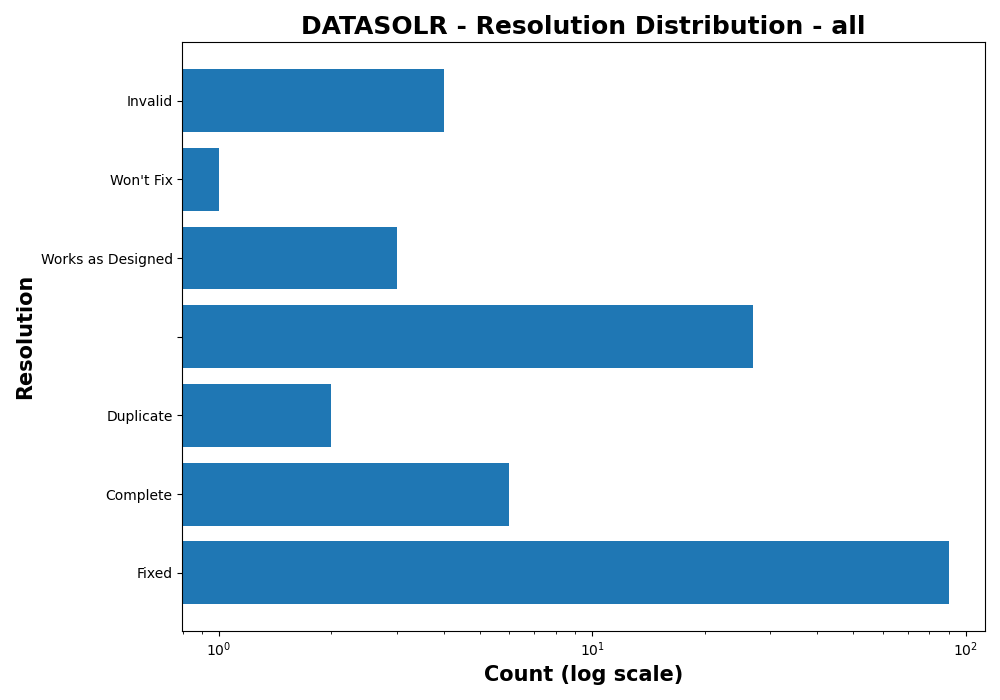 DATASOLR - Resolution Distribution - all
Invalid
Won't Fix
Works as Designed
Duplicate
Complete
Fixed
Resolution
10⁰ 10¹ 10²
Count (log scale)